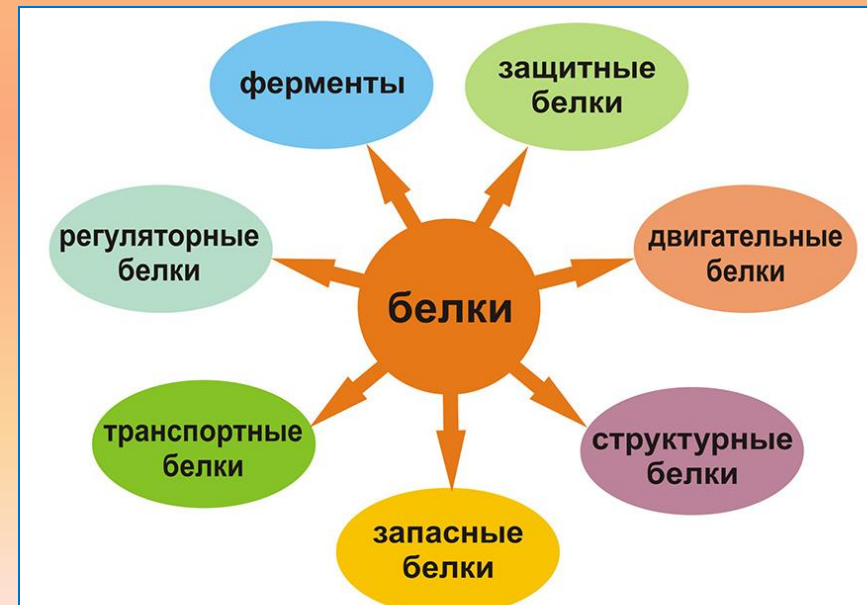 ферменты
защитные
белки
регуляторные
белки
двигательные
белки
белки
транспортные
белки
структурные
белки
запасные
белки